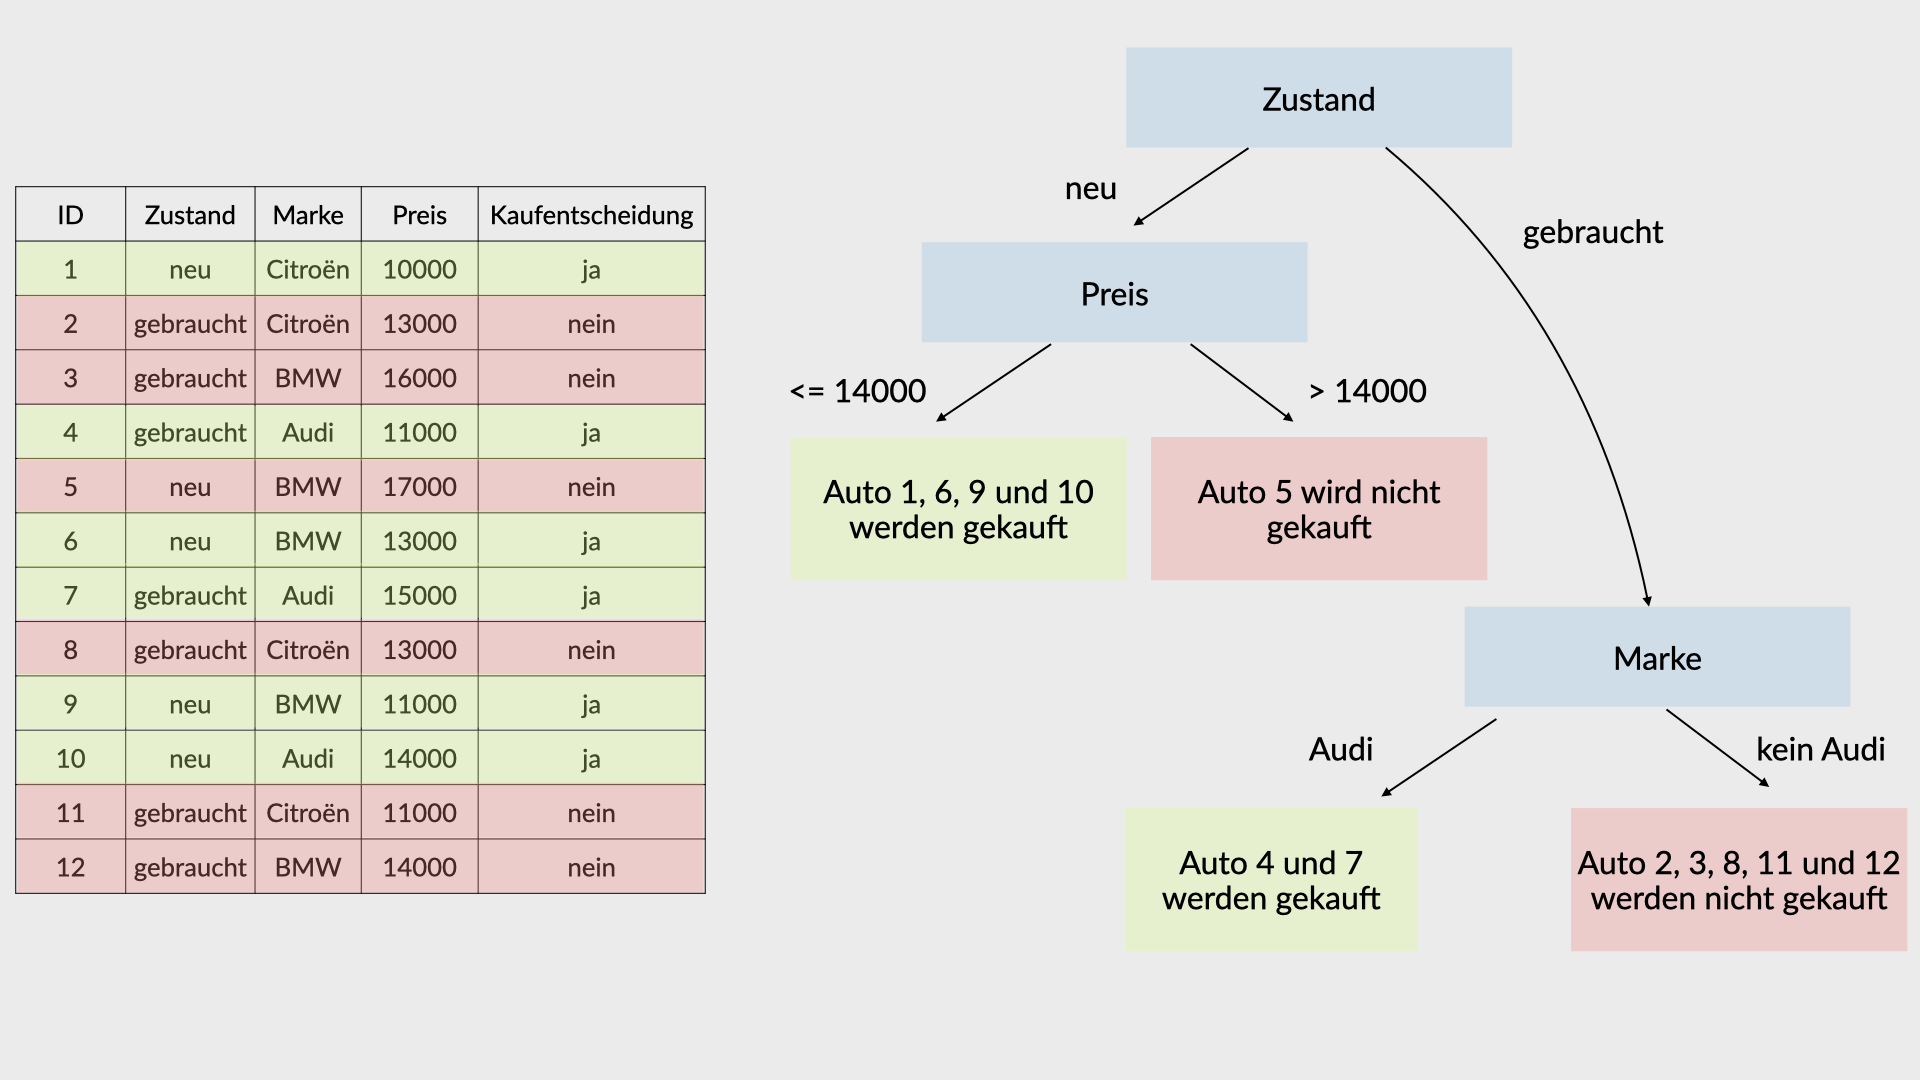 ID Zustand Marke Preis Kaufentscheidung
1 neu Citroën 10000 ja
2 gebraucht Citroën 13000 nein
3 gebraucht BMW 16000 nein
4 gebraucht Audi 11000 ja
5 neu BMW 17000 nein
6 neu BMW 13000 ja
7 gebraucht Audi 15000 ja
8 gebraucht Citroën 13000 nein
9 neu BMW 11000 ja
10 neu Audi 14000 ja
11 gebraucht Citroën 11000 nein
12 gebraucht BMW 14000 nein
Zustand
neu
gebraucht
Preis
<= 14000
> 14000
Auto 1, 6, 9 und 10
werden gekauft
Auto 5 wird nicht
gekauft
Marke
Audi
kein Audi
Auto 4 und 7
werden gekauft
Auto 2, 3, 8, 11 und 12
werden nicht gekauft